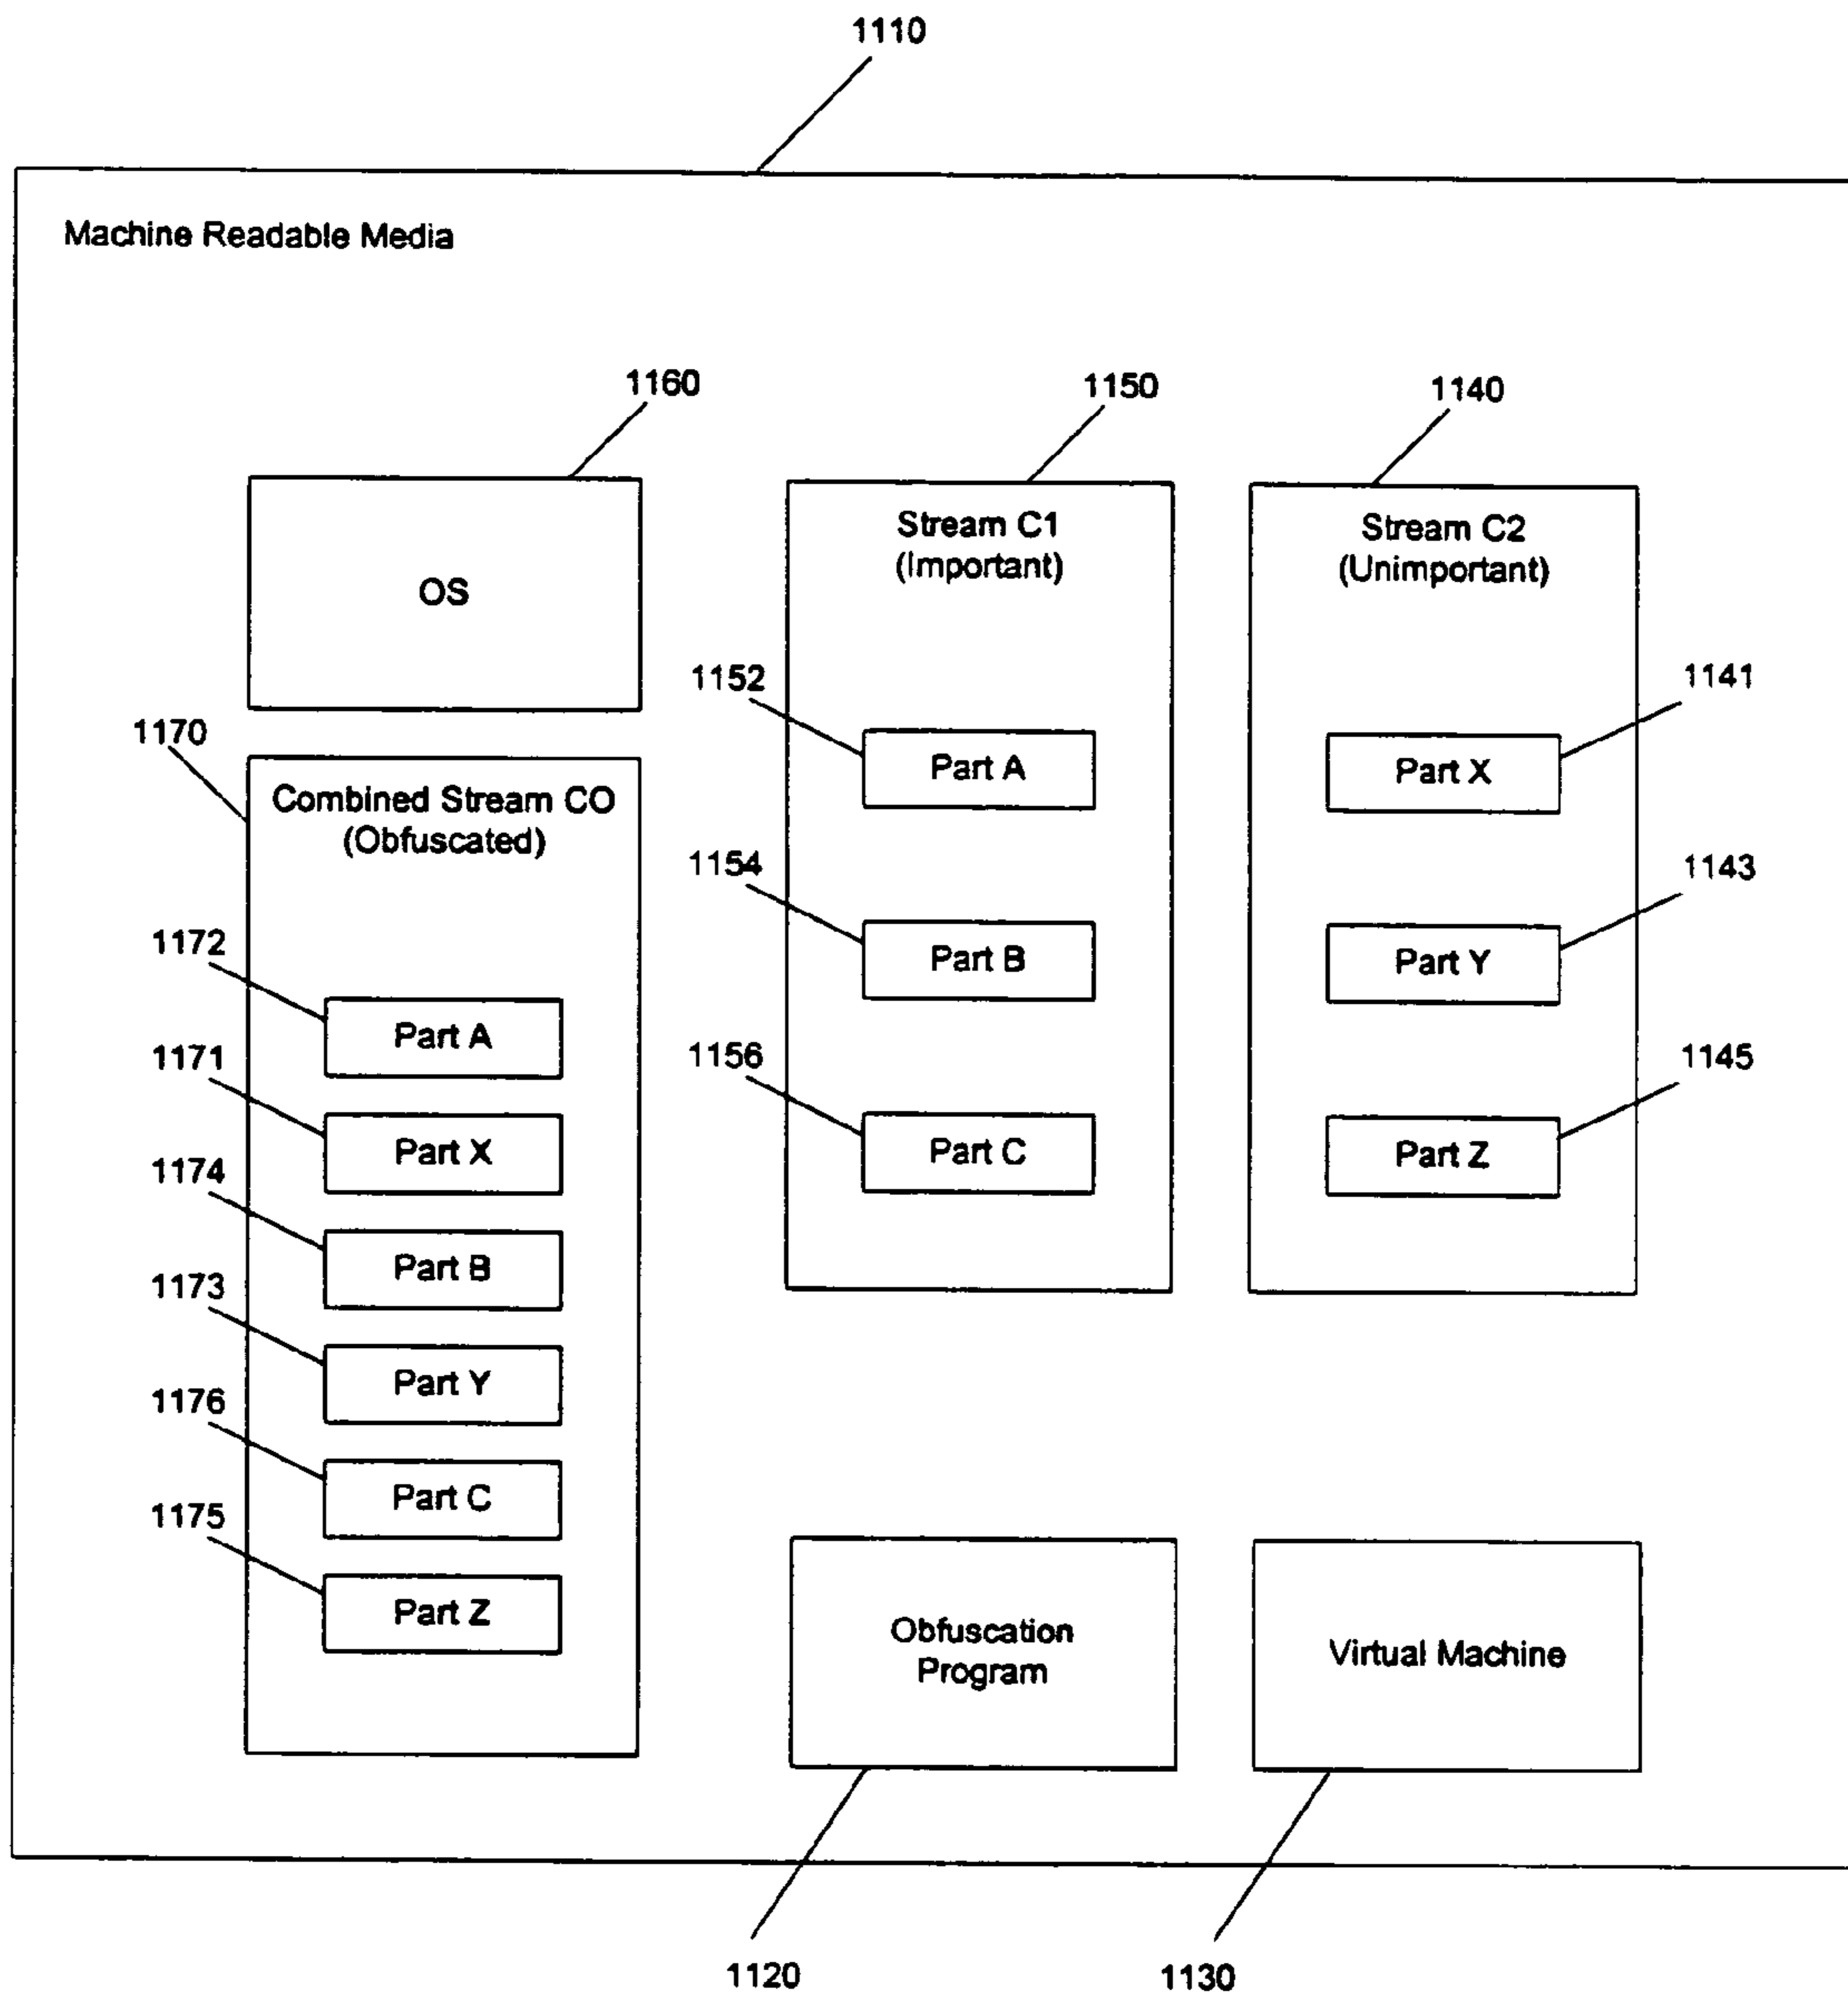 1110
Machine Readable Media
1160
1150
1140
OS
Stream C1
(Important)
Stream C2
(Unimportant)
1152
1141
Part A
Part X
1170
Combined Stream CO
(Obfuscated)
1154
1143
Part B
Part Y
1172
Part A
1156
1145
Part C
Part Z
1171
Part X
1174
Part B
1173
Part Y
1176
Part C
1175
Part Z
Obfuscation
Program
Virtual Machine
1120
1130